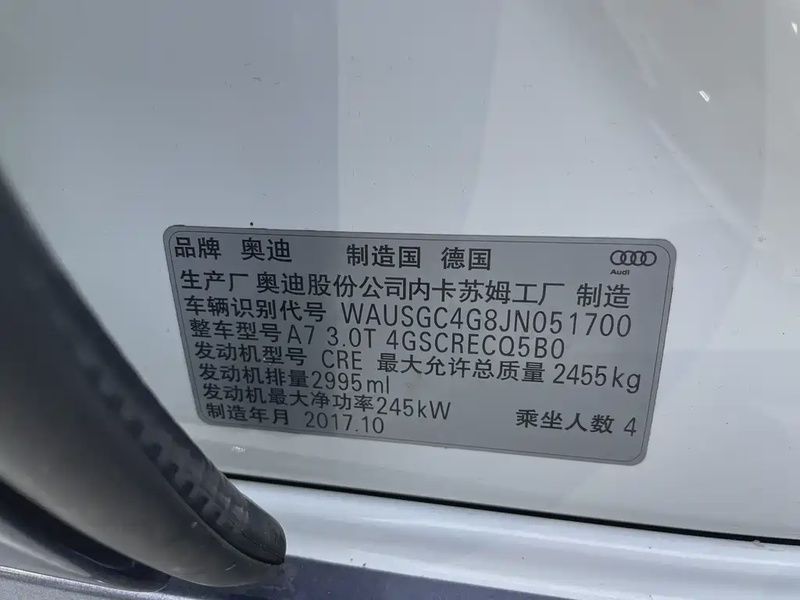 品牌 奥迪 制造国 德国
Audi
生产厂 奥迪股份公司内卡苏姆工厂 制造
车辆识别代号 WAUSGC4G8JN051700
整车型号 A7 3.0T 4GSCRECQ5B0
发动机型号 CRE 最大允许总质量 2455kg
发动机排量 2995ml
发动机最大净功率 245kW
制造年月 2017.10 乘坐人数 4